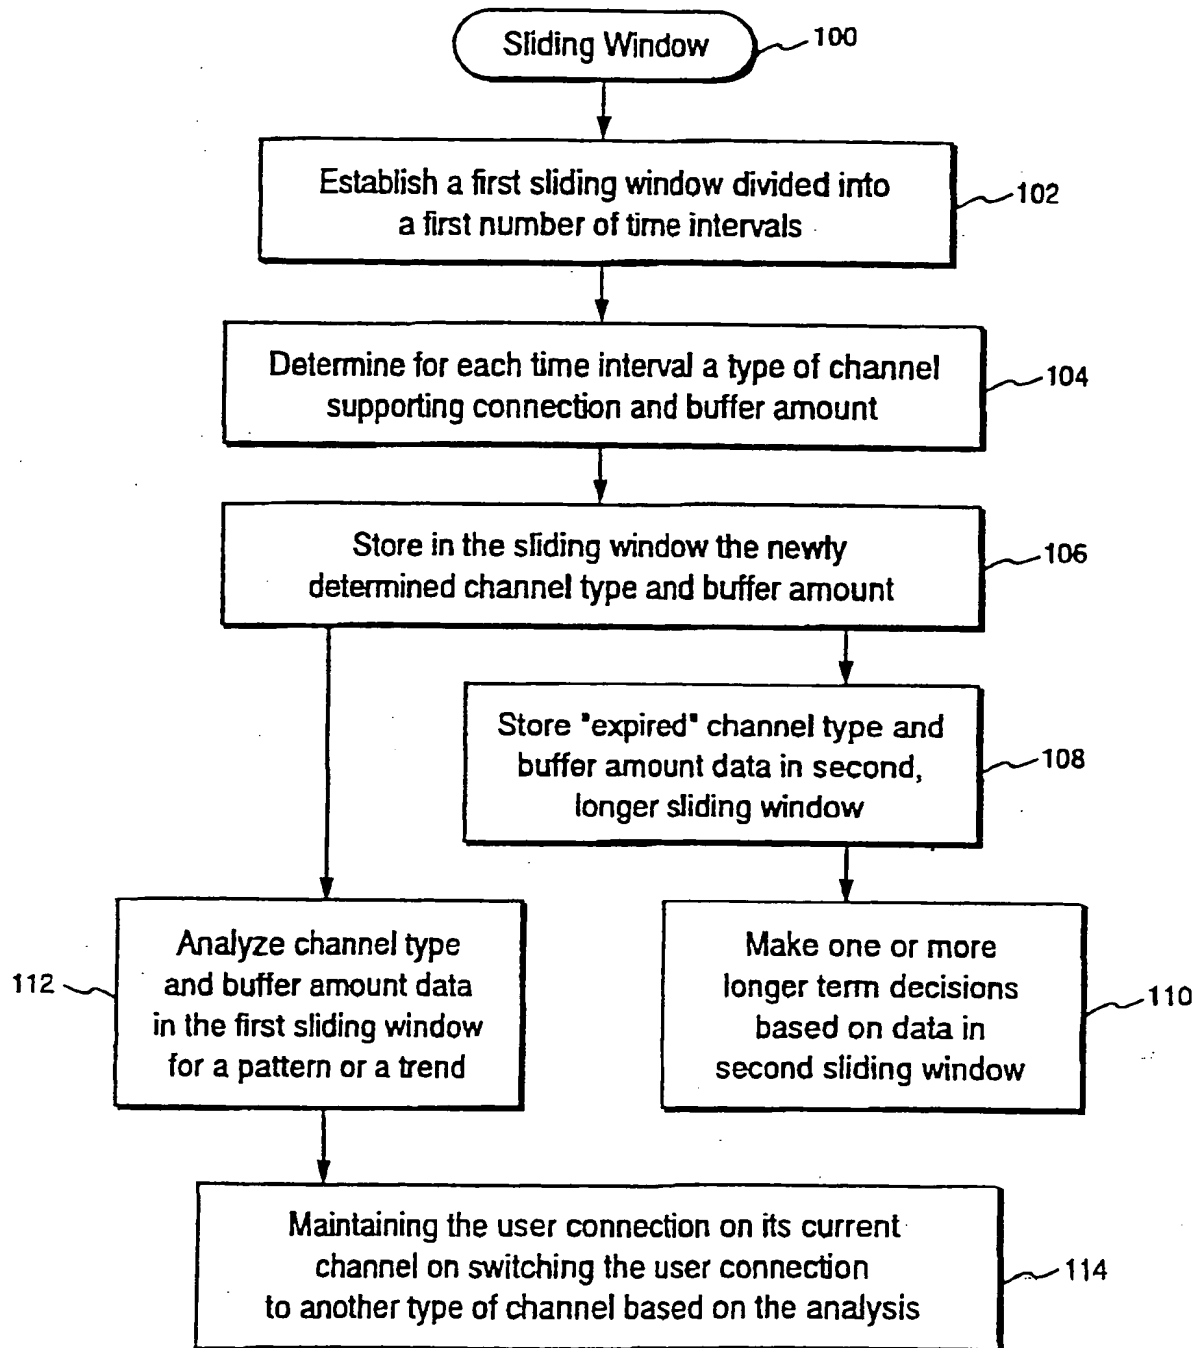 Sliding Window
100
Establish a first sliding window divided into
a first number of time intervals
102
Determine for each time interval a type of channel
supporting connection and buffer amount
104
Store in the sliding window the newly
determined channel type and buffer amount
106
Store "expired" channel type and
buffer amount data in second,
longer sliding window
108
Analyze channel type
and buffer amount data
in the first sliding window
for a pattern or a trend
112
Make one or more
longer term decisions
based on data in
second sliding window
110
Maintaining the user connection on its current
channel on switching the user connection
to another type of channel based on the analysis
114